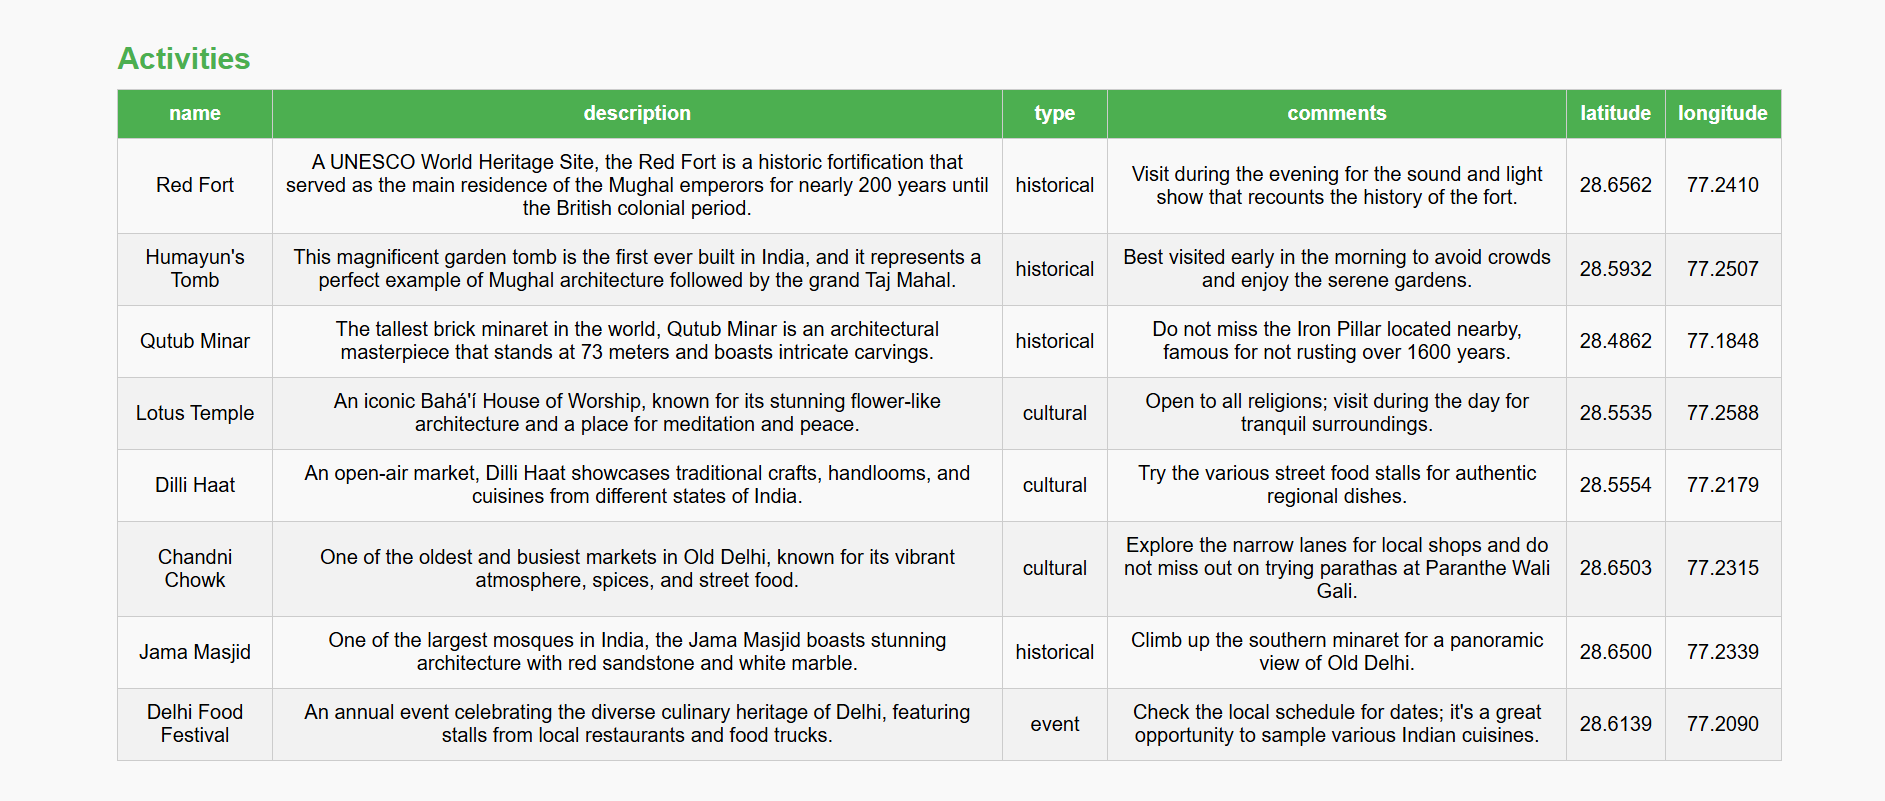 Activities
name description type comments latitude longitude
A UNESCO World Heritage Site, the Red Fort is a historic fortification that
Red Fort served as the main residence of the Mughal emperors for nearly 200 years until historical Visit during the evening for the sound and light 28.6562 77.2410
the British colonial period. show that recounts the history of the fort.
Humayun's This magnificent garden tomb is the first ever built in India, and it represents a historical Best visited early in the morning to avoid crowds 28.5932 77.2507
Tomb perfect example of Mughal architecture followed by the grand Taj Mahal. and enjoy the serene gardens.
Qutub Minar The tallest brick minaret in the world, Qutub Minar is an architectural historical Do not miss the Iron Pillar located nearby, 28.4862 77.1848
masterpiece that stands at 73 meters and boasts intricate carvings. famous for not rusting over 1600 years.
Lotus Temple An iconic Bahá'í House of Worship, known for its stunning flower-like cultural Open to all religions; visit during the day for 28.5535 77.2588
architecture and a place for meditation and peace. tranquil surroundings.
Dilli Haat An open-air market, Dilli Haat showcases traditional crafts, handlooms, and cultural Try the various street food stalls for authentic 28.5554 77.2179
cuisines from different states of India. regional dishes.
Chandni One of the oldest and busiest markets in Old Delhi, known for its vibrant cultural Explore the narrow lanes for local shops and do 28.6503 77.2315
Chowk atmosphere, spices, and street food. not miss out on trying parathas at Paranthe Wali
Gali.
Jama Masjid One of the largest mosques in India, the Jama Masjid boasts stunning historical Climb up the southern minaret for a panoramic 28.6500 77.2339
architecture with red sandstone and white marble. view of Old Delhi.
Delhi Food An annual event celebrating the diverse culinary heritage of Delhi, featuring event Check the local schedule for dates; it's a great 28.6139 77.2090
Festival stalls from local restaurants and food trucks. opportunity to sample various Indian cuisines.